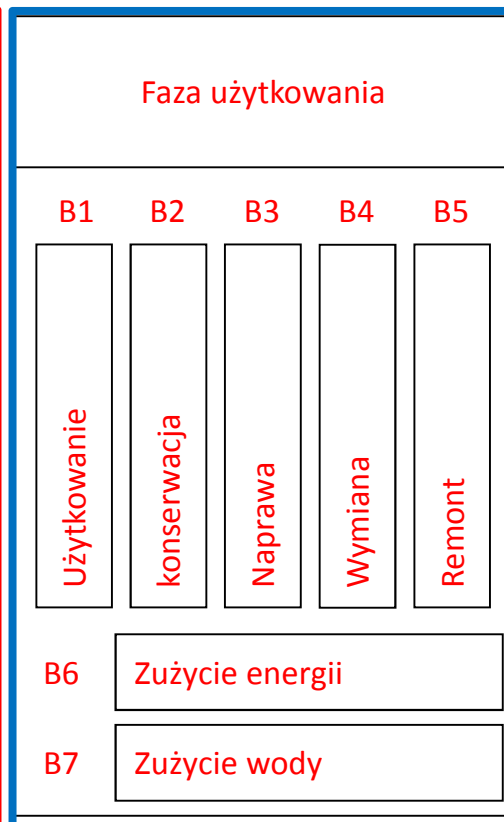 Faza użytkowania
B1 B2 B3 B4 B5
Użytkowanie
konserwacja
Naprawa
Wymiana
Remont
B6 Zużycie energii
B7 Zużycie wody